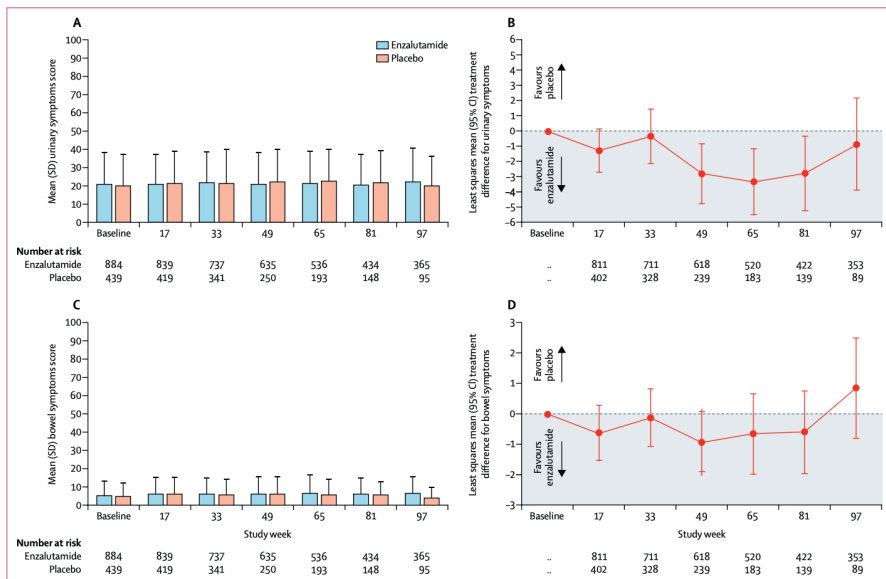 A
Mean (SD) urinary symptoms score
100
90
80
70
60
50
40
30
20
10
0
Enzalutamide
Placebo
Baseline 17 33 49 65 81 97
Number at risk
Enzalutamide 884 839 737 635 536 434 365
Placebo 439 419 341 250 193 148 95
B
Least squares mean (95% CI) treatment
difference for urinary symptoms
6
5
4
3
2
1
0
−1
−2
−3
−4
−5
−6
Favours
placebo
Favours
enzalutamide
Baseline 17 33 49 65 81 97
.. 811 711 618 520 422 353
.. 402 328 239 183 139 89
C
Mean (SD) bowel symptoms score
100
90
80
70
60
50
40
30
20
10
0
Baseline 17 33 49 65 81 97
Study week
Number at risk
Enzalutamide 884 839 737 635 536 434 365
Placebo 439 419 341 250 193 148 95
D
Least squares mean (95% CI) treatment
difference for bowel symptoms
3
2
1
0
−1
−2
−3
Favours
placebo
Favours
enzalutamide
Baseline 17 33 49 65 81 97
Study week
.. 811 711 618 520 422 353
.. 402 328 239 183 139 89